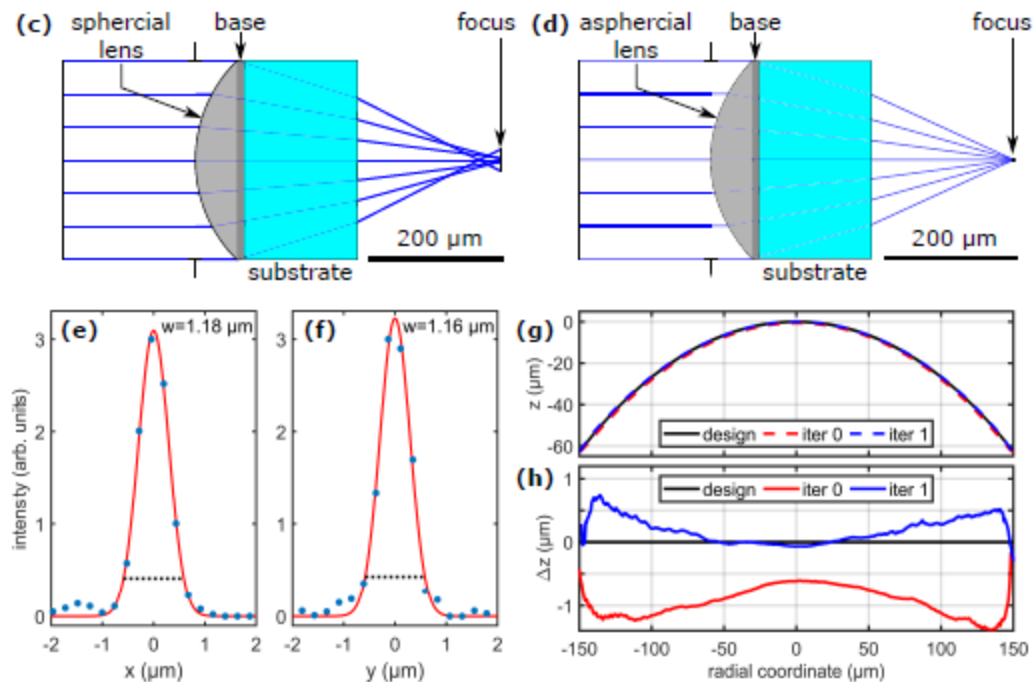 (c) sphercial lens base focus
200 µm
substrate
(d) asphercial lens base focus
200 µm
substrate
(e) w=1.18 µm
intensty (arb. units)
3
2
1
0
-2 -1 0 1 2
x (µm)
(f) w=1.16 µm
3
2
1
0
-1 0 1 2
y (µm)
(g)
z (µm)
0
-20
-40
-60
design iter 0 iter 1
(h)
Δz (µm)
1
0
-1
design iter 0 iter 1
-150 -100 -50 0 50 100 150
radial coordinate (µm)